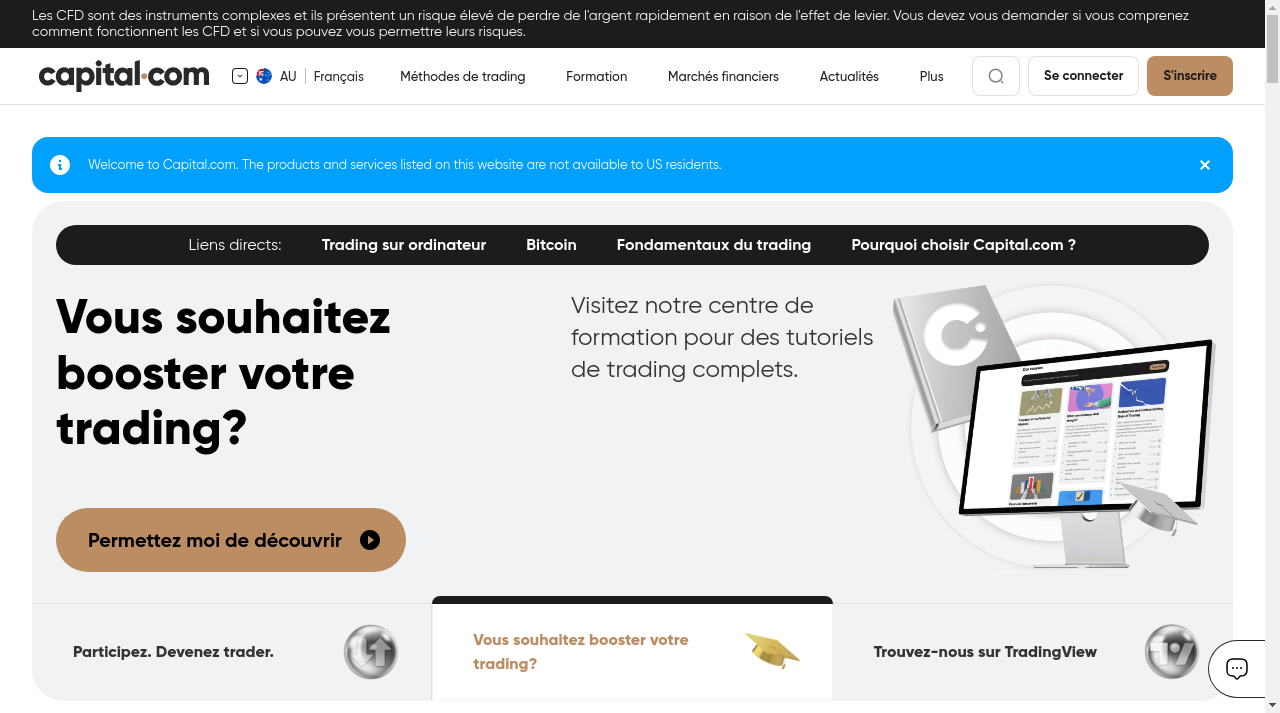 Les CFD sont des instruments complexes et ils présentent un risque élevé de perdre de l'argent rapidement en raison de l'effet de levier. Vous devez vous demander si vous comprenez
comment fonctionnent les CFD et si vous pouvez vous permettre leurs risques.
capital.com
AU
Français
Méthodes de trading
Formation
Marchés financiers
Actualités
Plus
Se connecter
S'inscrire
Welcome to Capital.com. The products and services listed on this website are not available to US residents.
Liens directs:
Trading sur ordinateur
Bitcoin
Fondamentaux du trading
Pourquoi choisir Capital.com ?
Vous souhaitez
booster votre
trading?
Visitez notre centre de
formation pour des tutoriels
de trading complets.
Permettez moi de découvrir
Participez. Devenez trader.
Vous souhaitez booster votre
trading?
Trouvez-nous sur TradingView